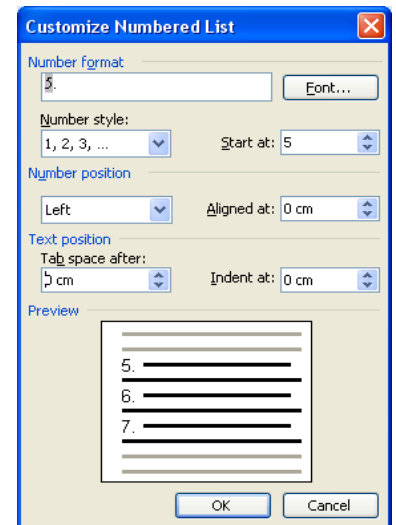 Customize Numbered List
Number format
5.
Font...
Number style:
1, 2, 3, ...
Start at: 5
Number position
Left
Aligned at: 0 cm
Text position
Tab space after:
cm
Indent at: 0 cm
Preview
5.
6.
7.
OK
Cancel